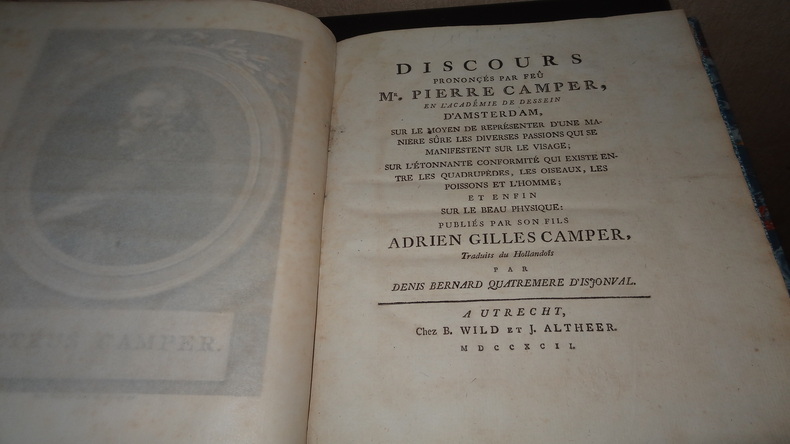 CAMPER.
DISCOURS
PRONONÇÉS PAR FEÛ
Mr. PIERRE CAMPER,
EN L'ACADÉMIE DE DESSEIN
D'AMSTERDAM,
SUR LE MOYEN DE REPRÉSENTER D'UNE MA-
NIERE SÛRE LES DIVERSES PASSIONS QUI SE
MANIFESTENT SUR LE VISAGE;
SUR L'ÉTONNANTE CONFORMITÉ QUI EXISTE EN-
TRE LES QUADRUPÉDES, LES OISEAUX, LES
POISSONS ET L'HOMME;
ET ENFIN
SUR LE BEAU PHYSIQUE:
PUBLIÉS PAR SON FILS
ADRIEN GILLES CAMPER,
Traduits du Hollandois
PAR
DENIS BERNARD QUATREMERE D'ISJONVAL.
A UTRECHT,
Chez B. WILD ET J. ALTHEER.
MDCCXCII.